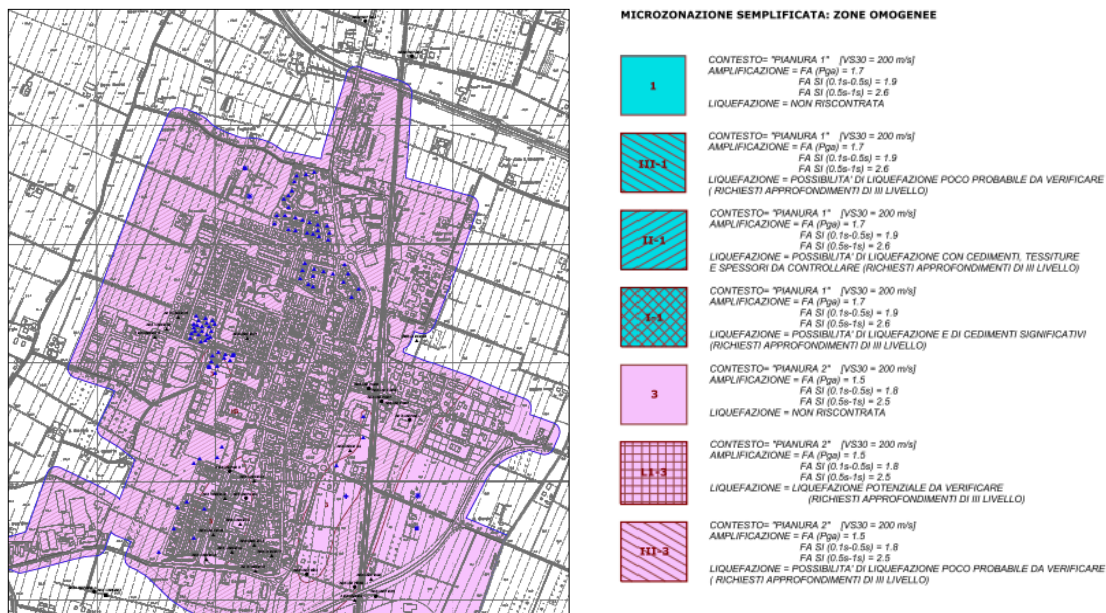 MICROZONAZIONE SEMPLIFICATA: ZONE OMOGENEE
1
CONTESTO= "PIANURA 1" [VS30 = 200 m/s]
AMPLIFICAZIONE = FA (Pga) = 1.7
FA SI (0.1s-0.5s) = 1.9
FA SI (0.5s-1s) = 2.6
LIQUEFAZIONE = NON RISCONTRATA
III-1
CONTESTO= "PIANURA 1" [VS30 = 200 m/s]
AMPLIFICAZIONE = FA (Pga) = 1.7
FA SI (0.1s-0.5s) = 1.9
FA SI (0.5s-1s) = 2.6
LIQUEFAZIONE = POSSIBILITA' DI LIQUEFAZIONE POCO PROBABILE DA VERIFICARE
( RICHIESTI APPROFONDIMENTI DI III LIVELLO)
II-1
CONTESTO= "PIANURA 1" [VS30 = 200 m/s]
AMPLIFICAZIONE = FA (Pga) = 1.7
FA SI (0.1s-0.5s) = 1.9
FA SI (0.5s-1s) = 2.6
LIQUEFAZIONE = POSSIBILITA' DI LIQUEFAZIONE CON CEDIMENTI, TESSITURE
E SPESSORI DA CONTROLLARE (RICHIESTI APPROFONDIMENTI DI III LIVELLO)
I-1
CONTESTO= "PIANURA 1" [VS30 = 200 m/s]
AMPLIFICAZIONE = FA (Pga) = 1.7
FA SI (0.1s-0.5s) = 1.9
FA SI (0.5s-1s) = 2.6
LIQUEFAZIONE = POSSIBILITA' DI LIQUEFAZIONE E DI CEDIMENTI SIGNIFICATIVI
(RICHIESTI APPROFONDIMENTI DI III LIVELLO)
3
CONTESTO= "PIANURA 2" [VS30 = 200 m/s]
AMPLIFICAZIONE = FA (Pga) = 1.5
FA SI (0.1s-0.5s) = 1.8
FA SI (0.5s-1s) = 2.5
LIQUEFAZIONE = NON RISCONTRATA
L1-3
CONTESTO= "PIANURA 2" [VS30 = 200 m/s]
AMPLIFICAZIONE = FA (Pga) = 1.5
FA SI (0.1s-0.5s) = 1.8
FA SI (0.5s-1s) = 2.5
LIQUEFAZIONE = LIQUEFAZIONE POTENZIALE DA VERIFICARE
(RICHIESTI APPROFONDIMENTI DI III LIVELLO)
III-3
CONTESTO= "PIANURA 2" [VS30 = 200 m/s]
AMPLIFICAZIONE = FA (Pga) = 1.5
FA SI (0.1s-0.5s) = 1.8
FA SI (0.5s-1s) = 2.5
LIQUEFAZIONE = POSSIBILITA' DI LIQUEFAZIONE POCO PROBABILE DA VERIFICARE
( RICHIESTI APPROFONDIMENTI DI III LIVELLO)